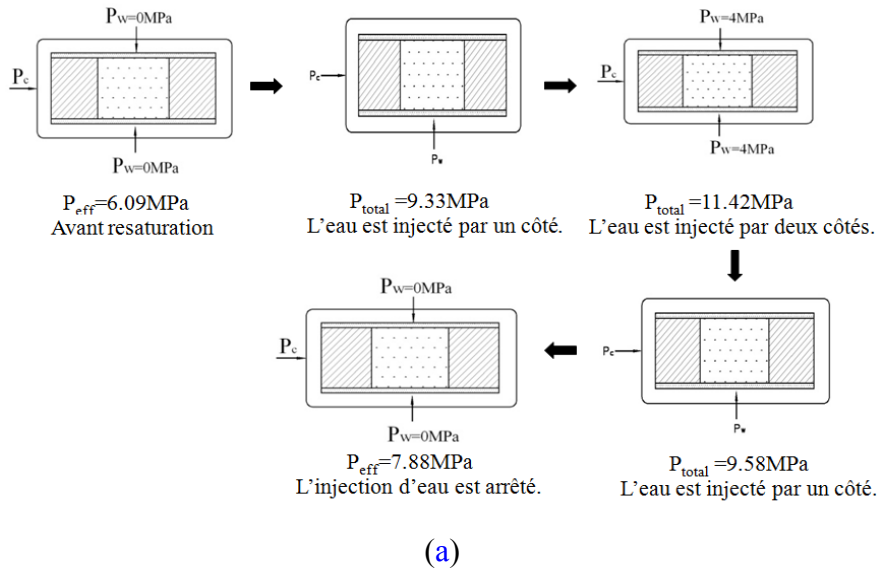 Pw=0MPa
Pc
Pw=0MPa
Peff=6.09MPa
Avant resaturation
Pc
Pw
Ptotal =9.33MPa
L'eau est injecté par un côté.
Pw=4MPa
Pc
Pw=4MPa
Ptotal =11.42MPa
L'eau est injecté par deux côtés.
Pc
Pw
Ptotal =9.58MPa
L'eau est injecté par un côté.
Pw=0MPa
Pc
Pw=0MPa
Peff=7.88MPa
L'injection d'eau est arrêté.
(a)